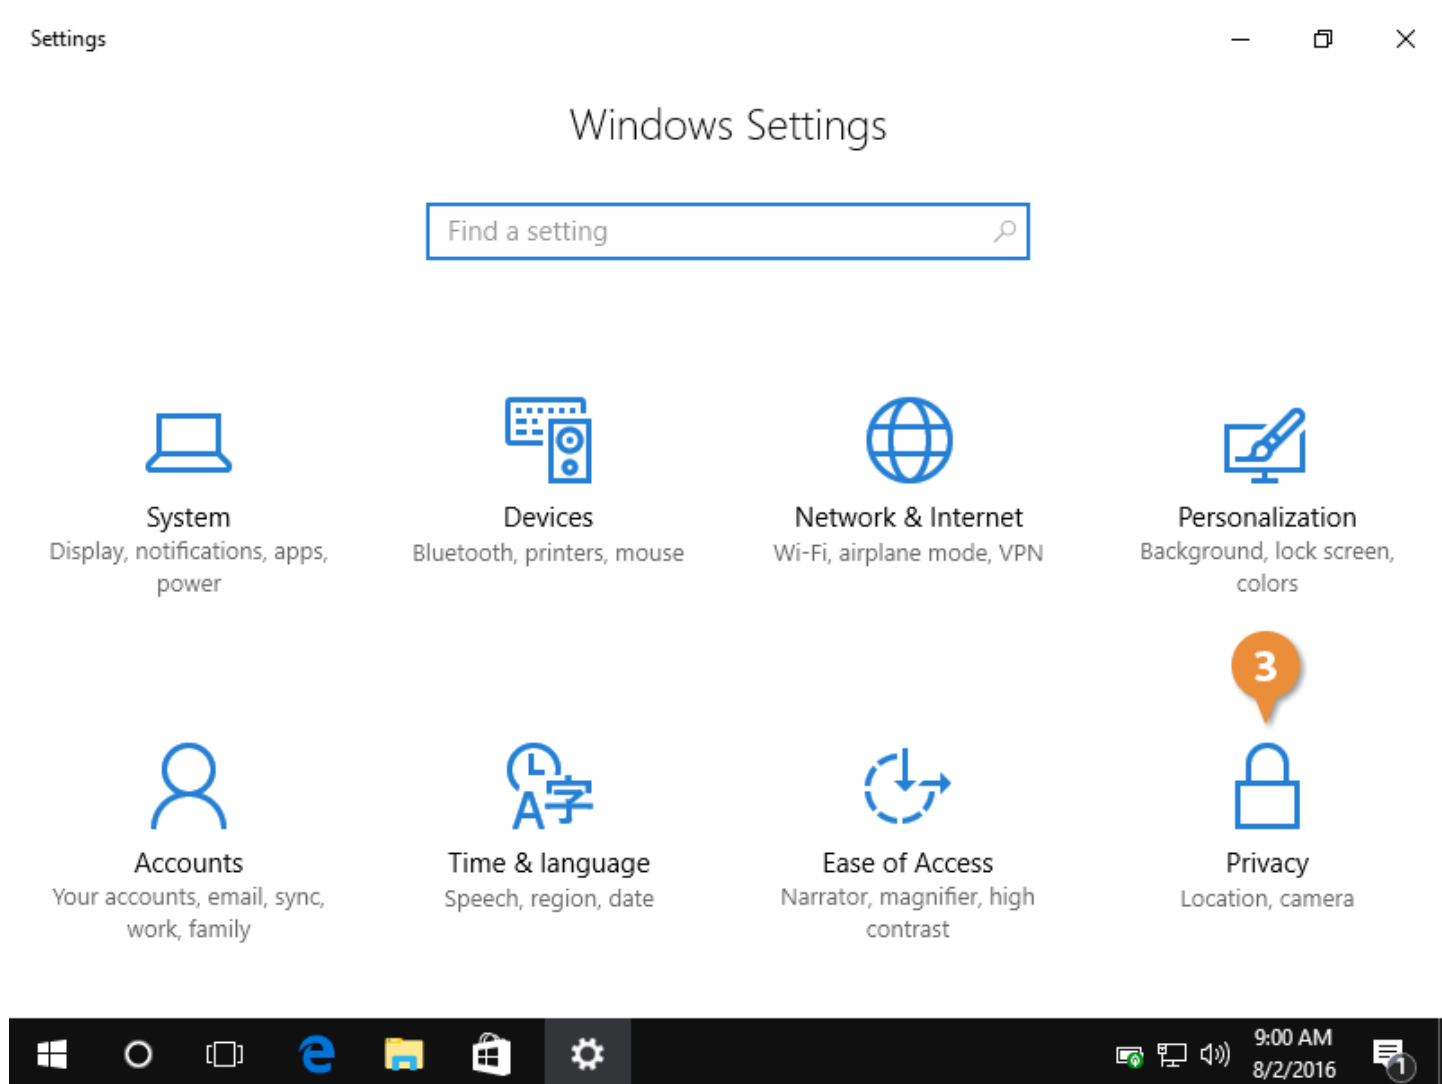 Settings
Windows Settings
Find a setting
System
Display, notifications, apps,
power
Devices
Bluetooth, printers, mouse
Network & Internet
Wi-Fi, airplane mode, VPN
Personalization
Background, lock screen,
colors
3
A字
Accounts
Your accounts, email, sync,
work, family
Time & language
Speech, region, date
Ease of Access
Narrator, magnifier, high
contrast
Privacy
Location, camera
9:00 AM
8/2/2016
1